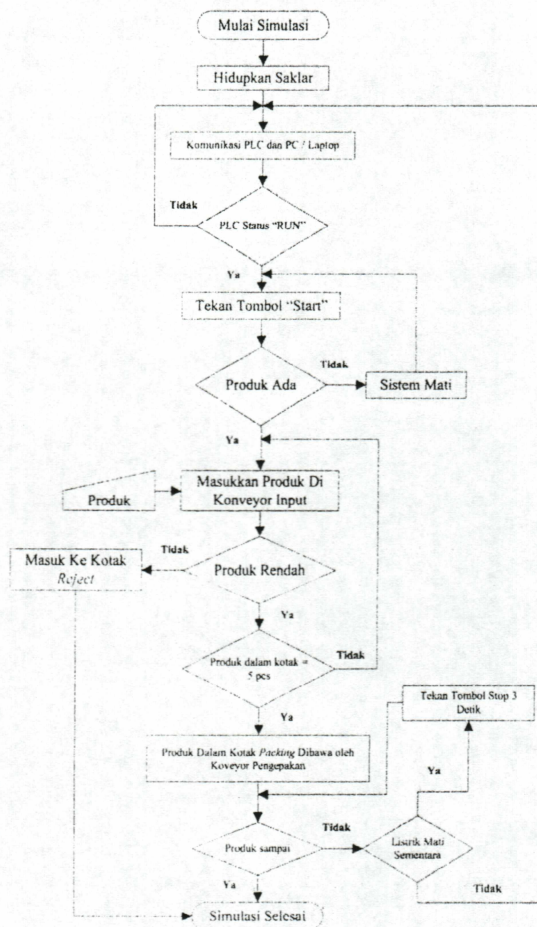 Mulai Simulasi
Hidupkan Saklar
Komunikasi PLC dan PC / Laptop
Tidak
PLC Status "RUN"
Ya
Tekan Tombol "Start"
Tidak
Produk Ada
Sistem Mati
Ya
Masukkan Produk Di
Konveyor Input
Produk
Tidak
Masuk Ke Kotak
Reject
Produk Rendah
Ya
Produk dalam kotak =
5 pcs
Tidak
Tekan Tombol Stop 3
Detik
Ya
Produk Dalam Kotak Packing Dibawa oleh
Koveyor Pengepakan
Ya
Tidak
Produk sampai
Listrik Mati
Sementara
Ya
Tidak
Simulasi Selesai